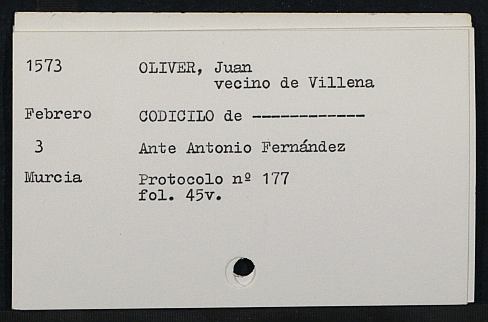 1573 OLIVER, Juan
vecino de Villena
Febrero CODICILO de ------------
3 Ante Antonio Fernández
Murcia Protocolo nº 177
fol. 45v.